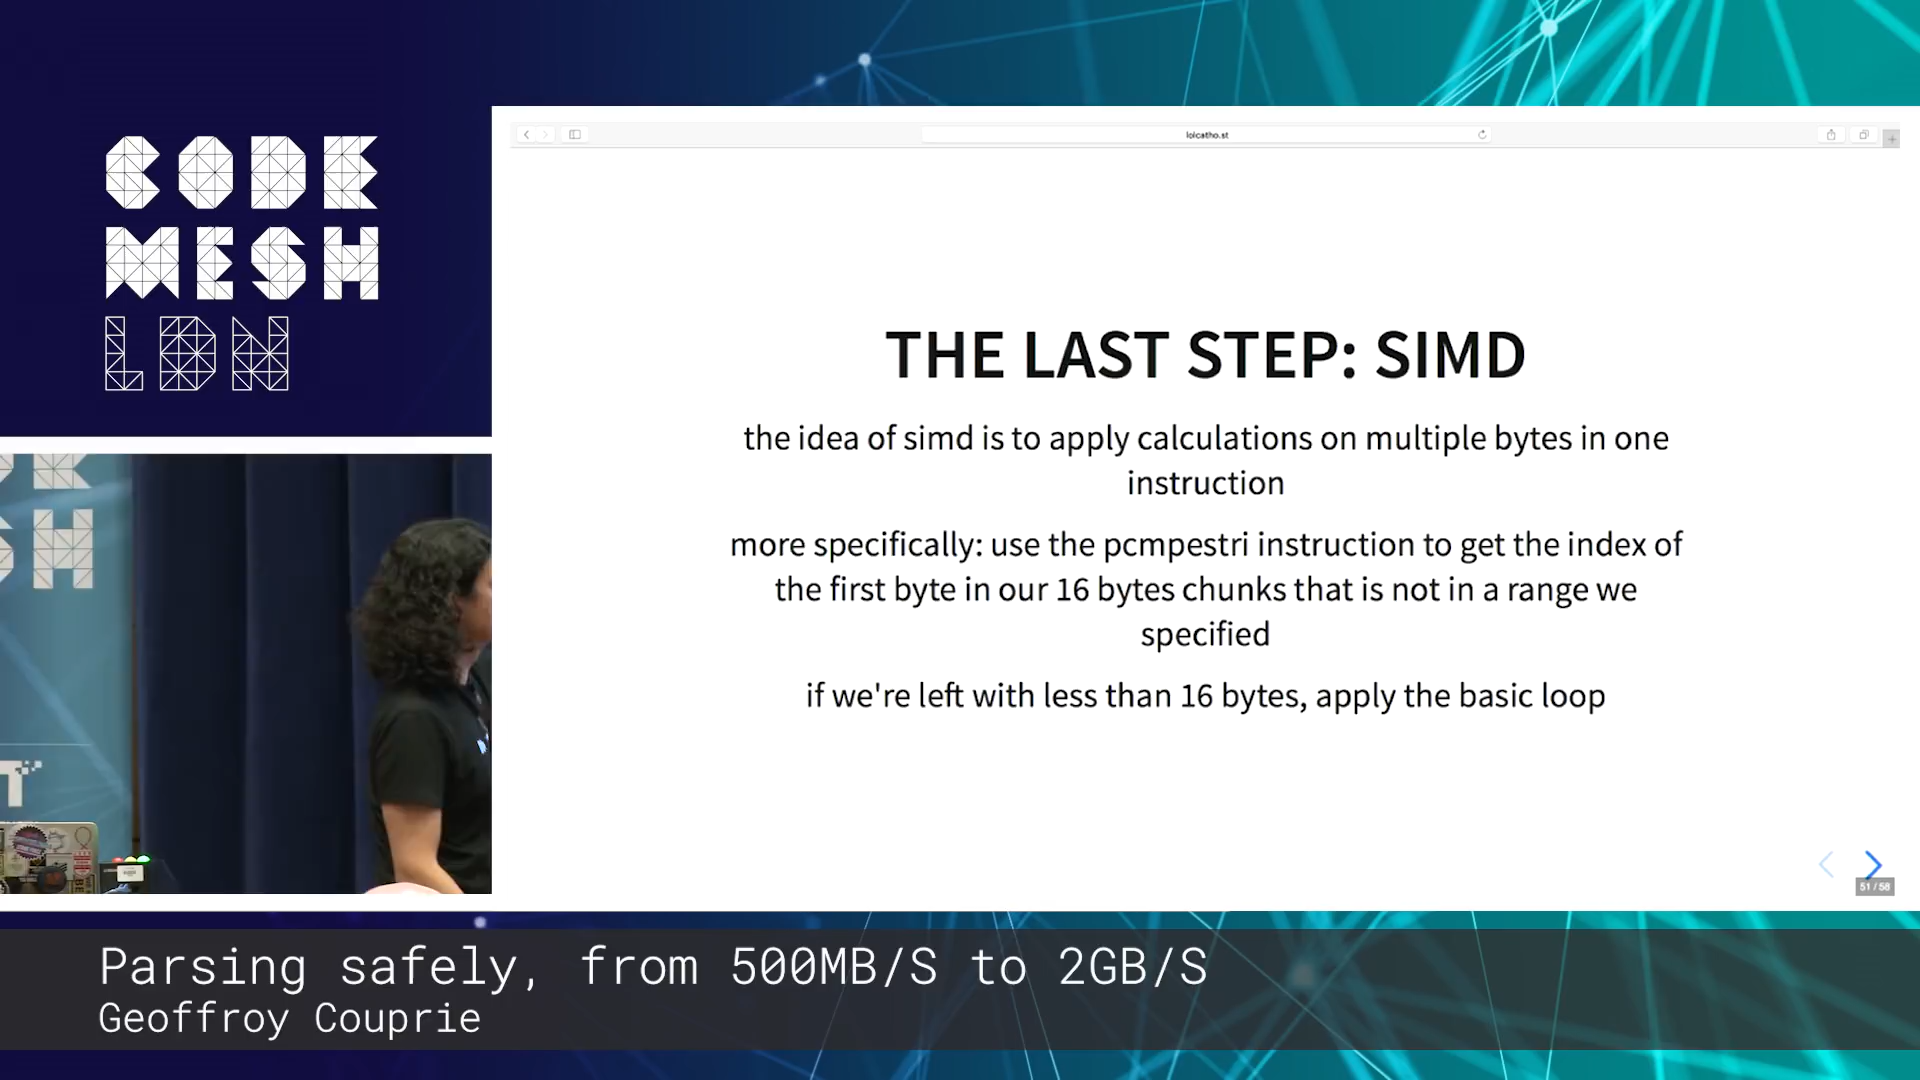 CODE
MESH
LDN
lolcatho.st
THE LAST STEP: SIMD
the idea of simd is to apply calculations on multiple bytes in one
instruction
more specifically: use the pcmpestri instruction to get the index of
the first byte in our 16 bytes chunks that is not in a range we
specified
if we're left with less than 16 bytes, apply the basic loop
51 / 58
SH
T
Parsing safely, from 500MB/S to 2GB/S
Geoffroy Couprie